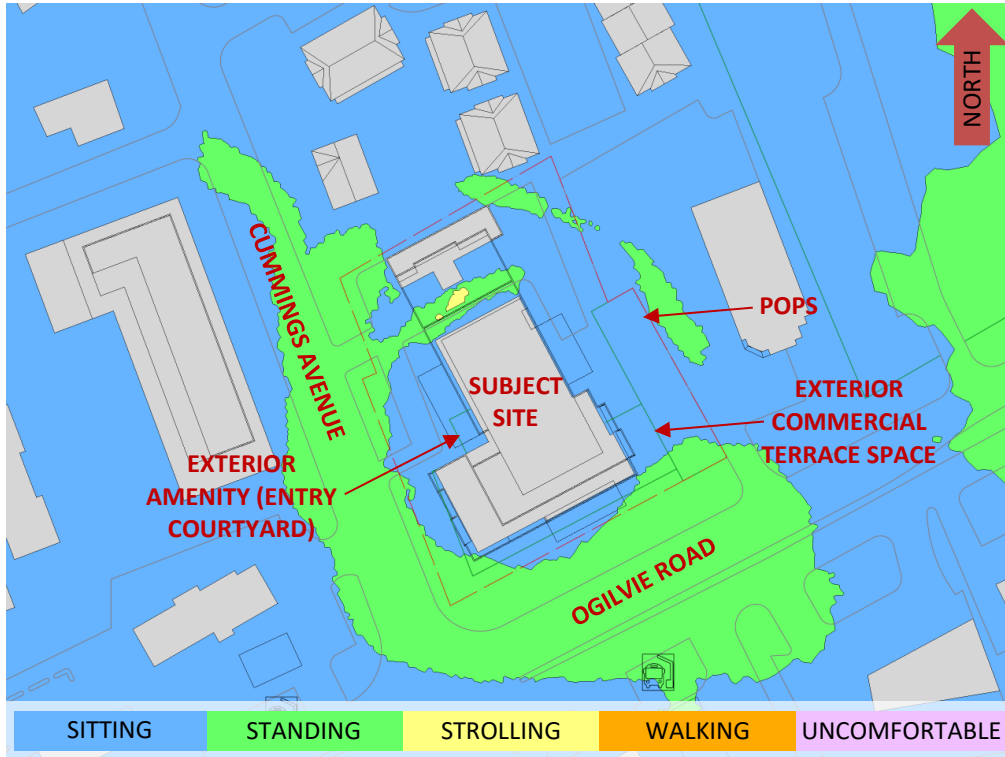 NORTH
CUMMINGS AVENUE
POPS
SUBJECT
SITE
EXTERIOR
COMMERCIAL
TERRACE SPACE
EXTERIOR
AMENITY (ENTRY
COURTYARD)
OGILVIE ROAD
SITTING
STANDING
STROLLING
WALKING
UNCOMFORTABLE